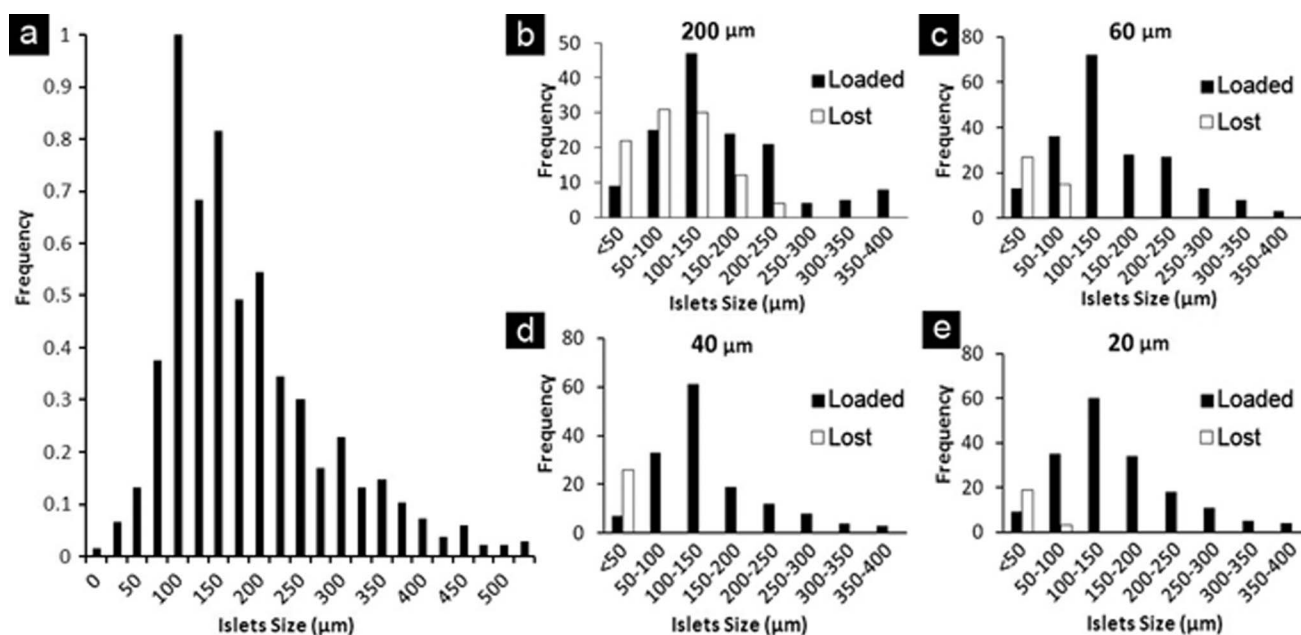 a
Frequency
1
0.9
0.8
0.7
0.6
0.5
0.4
0.3
0.2
0.1
0
0 50 100 150 200 250 300 350 400 450 500
Islets Size (µm)
b
200 µm
Frequency
50
40
30
20
10
0
Loaded
Lost
<50 50-100 100-150 150-200 200-250 250-300 300-350 350-400
Islets Size (µm)
c
60 µm
Frequency
80
60
40
20
0
Loaded
Lost
<50 50-100 100-150 150-200 200-250 250-300 300-350 350-400
Islets Size (µm)
d
40 µm
Frequency
80
60
40
20
0
Loaded
Lost
<50 50-100 100-150 150-200 200-250 250-300 300-350 350-400
Islets Size (µm)
e
20 µm
Frequency
80
60
40
20
0
Loaded
Lost
<50 50-100 100-150 150-200 200-250 250-300 300-350 350-400
Islets Size (µm)